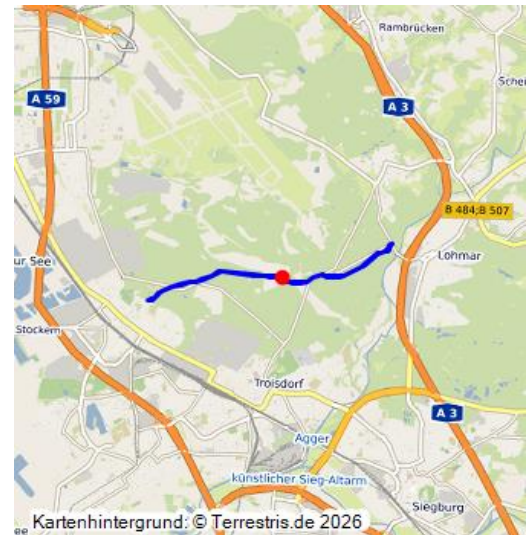 Rambrücken
Schei
A 59
A 3
B 484;B 507
ur See
Lohmar
Stockem
Troisdorf
A 3
Agger
künstlicher Sieg-Altarm
Siegburg
ee
Kartenhintergrund: © Terrestris.de 2026